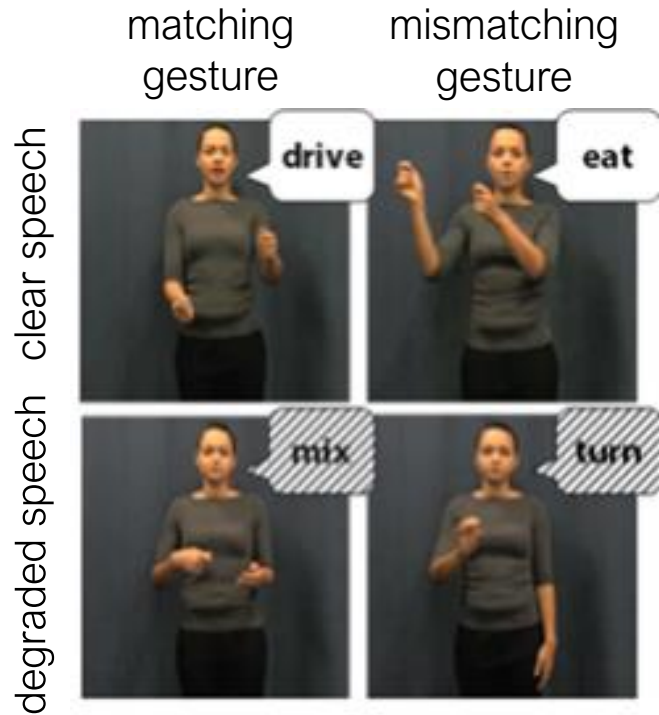 matching
gesture
mismatching
gesture
clear speech
drive
eat
degraded speech
mix
turn